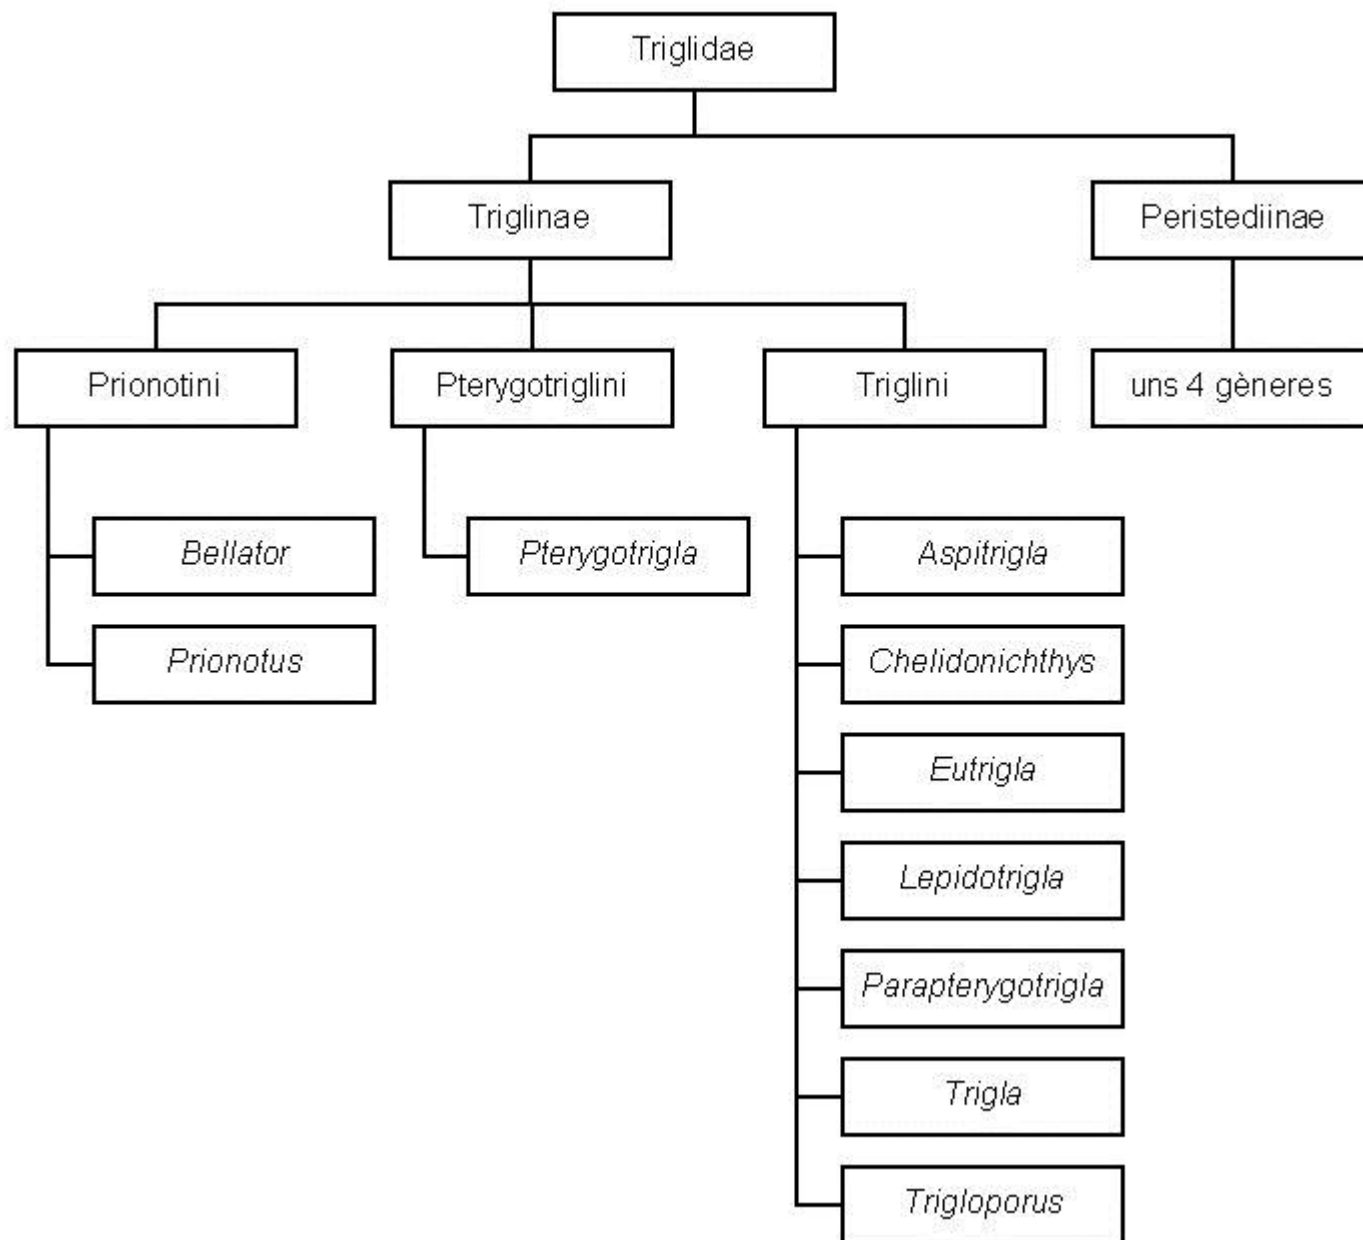 Triglidae
Triglinae
Peristediinae
Prionotini
Pterygotriglini
Triglini
uns 4 gèneres
Bellator
Pterygotrigla
Aspitrigla
Prionotus
Chelidonichthys
Eutrigla
Lepidotrigla
Parapterygotrigla
Trigla
Trigloporus